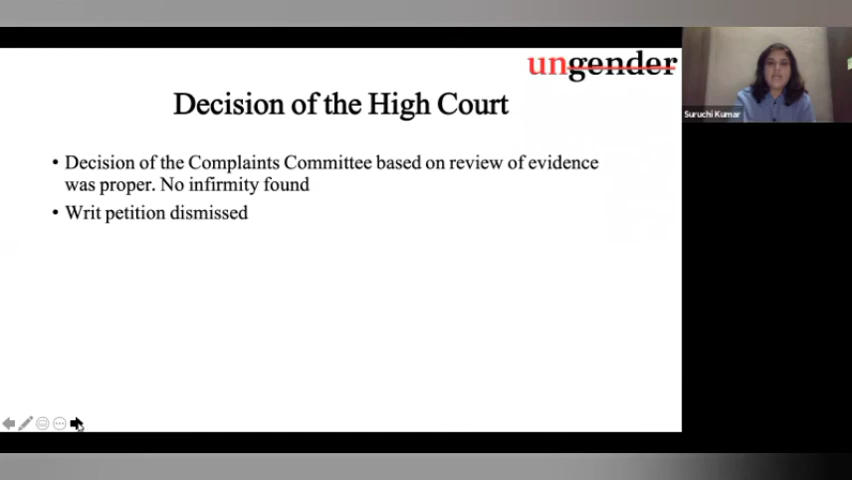 ungender
Decision of the High Court
Suruchi Kumar
• Decision of the Complaints Committee based on review of evidence
was proper. No infirmity found
• Writ petition dismissed